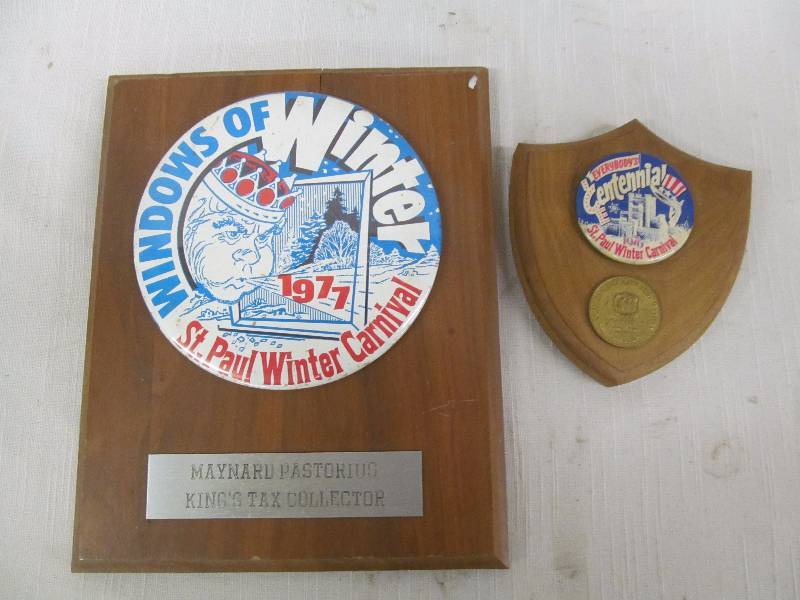 WINDOWS OF
Winter
1977
St. Paul Winter Carnival
MAYNARD PASTORIUS
KING'S TAX COLLECTOR
EVERYBODY'S
Centennial
St. Paul Winter Carnival